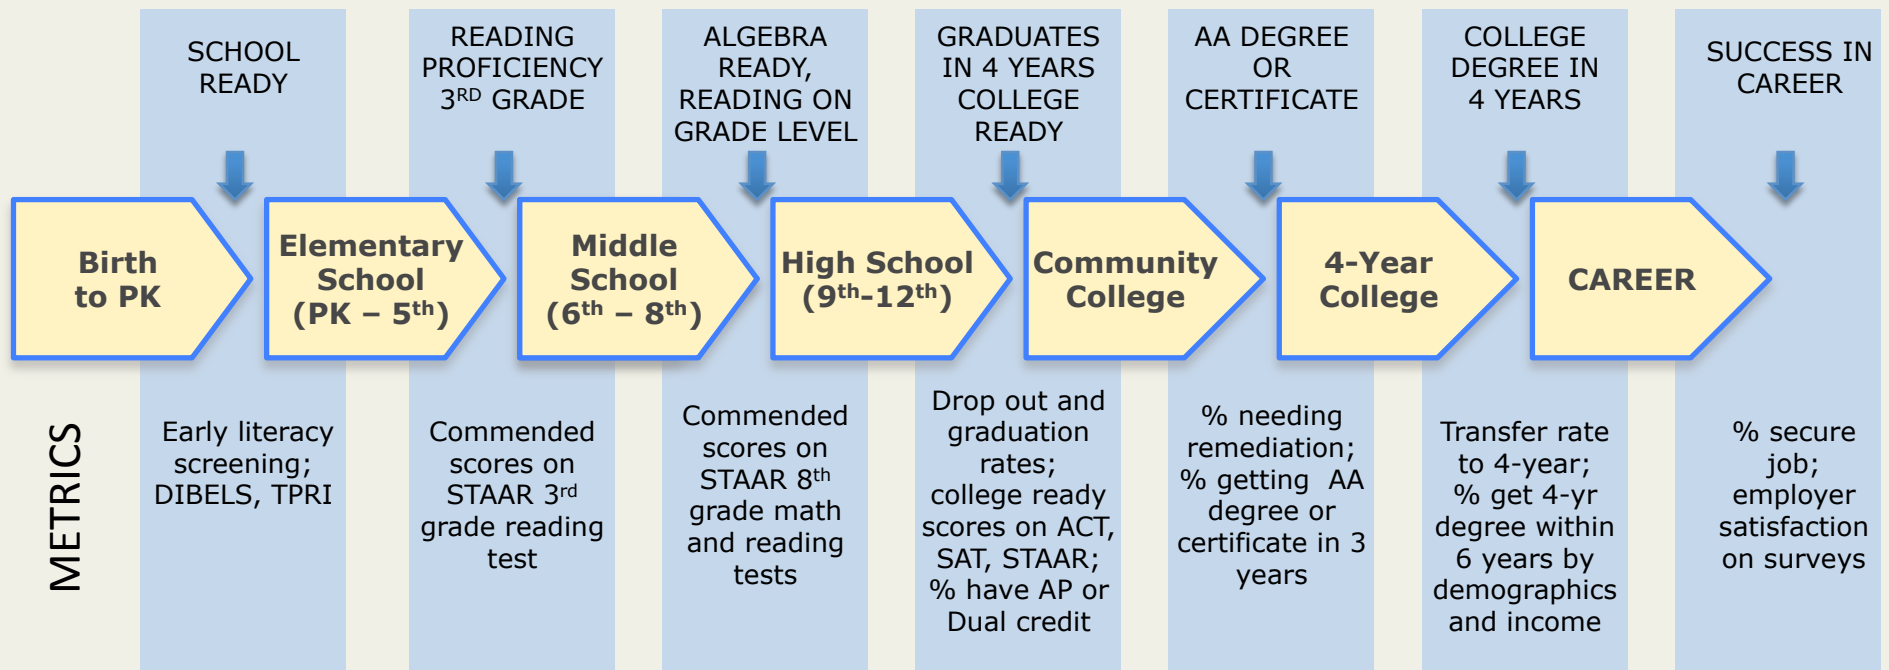 SCHOOL
READY
READING
PROFICIENCY
3RD GRADE
ALGEBRA
READY,
READING ON
GRADE LEVEL
GRADUATES
IN 4 YEARS
COLLEGE
READY
AA DEGREE
OR
CERTIFICATE
COLLEGE
DEGREE IN
4 YEARS
SUCCESS IN
CAREER
Birth
to PK
Elementary
School
(PK – 5th)
Middle
School
(6th – 8th)
High School
(9th-12th)
Community
College
4-Year
College
CAREER
METRICS
Early literacy
screening;
DIBELS, TPRI
Commended
scores on
STAAR 3rd
grade reading
test
Commended
scores on
STAAR 8th
grade math
and reading
tests
Drop out and
graduation
rates;
college ready
scores on ACT,
SAT, STAAR;
% have AP or
Dual credit
% needing
remediation;
% getting AA
degree or
certificate in 3
years
Transfer rate
to 4-year;
% get 4-yr
degree within
6 years by
demographics
and income
% secure
job;
employer
satisfaction
on surveys